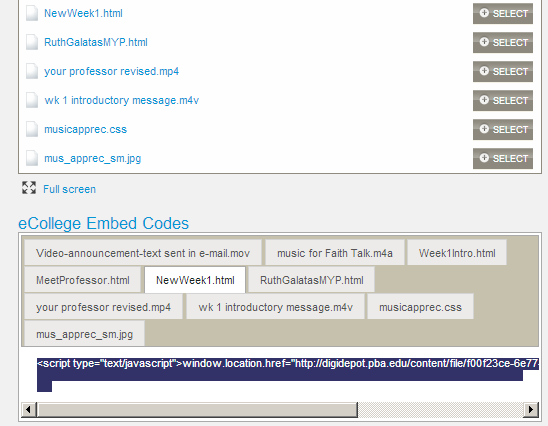 NewWeek1.html SELECT
RuthGalatasMYP.html SELECT
your professor revised.mp4 SELECT
wk 1 introductory message.m4v SELECT
musicapprec.css SELECT
mus_apprec_sm.jpg SELECT
Full screen
eCollege Embed Codes
Video-announcement-text sent in e-mail.mov music for Faith Talk.m4a Week1Intro.html
MeetProfessor.html NewWeek1.html RuthGalatasMYP.html
your professor revised.mp4 wk 1 introductory message.m4v musicapprec.css
mus_apprec_sm.jpg
<script type="text/javascript">window.location.href="http://digidepot.pba.edu/content/file/f00f23ce-6e77-